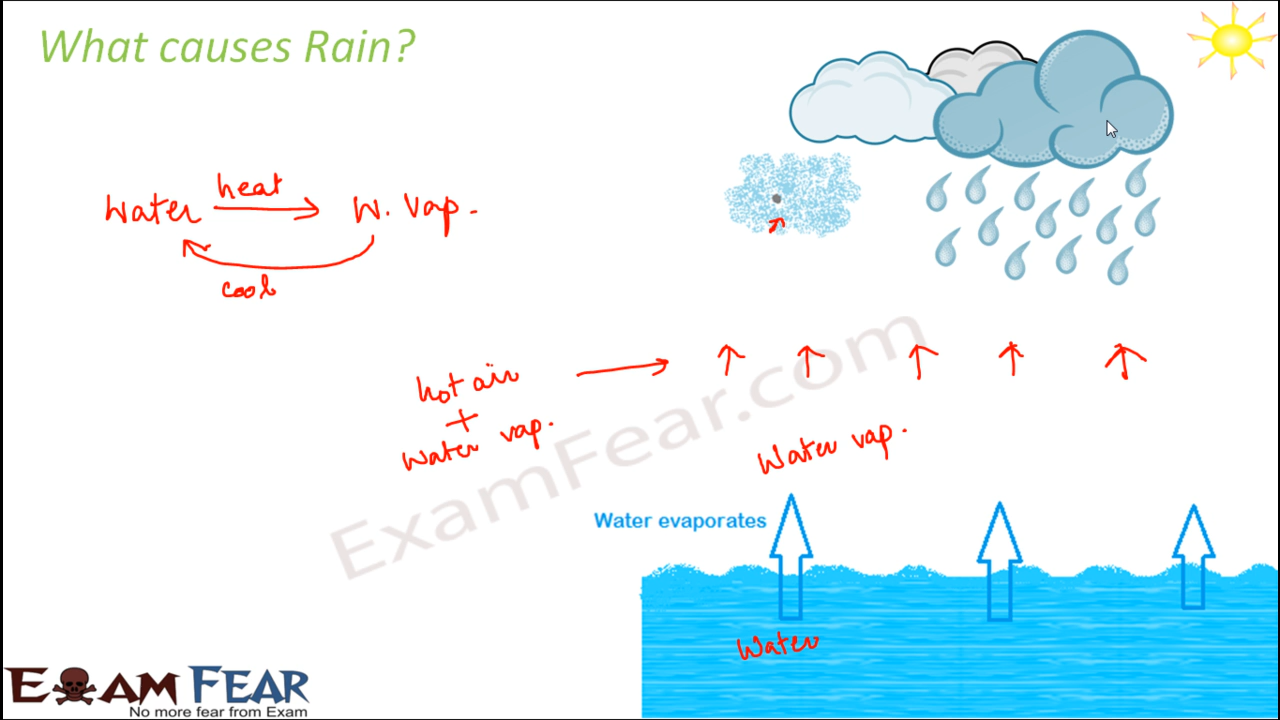 What causes Rain?
Water heat W. Vap.
cool
hot air
+
water vap.
Water vap.
Water evaporates
Water
ExamFear.com
EXAM FEAR
No more fear from Exam